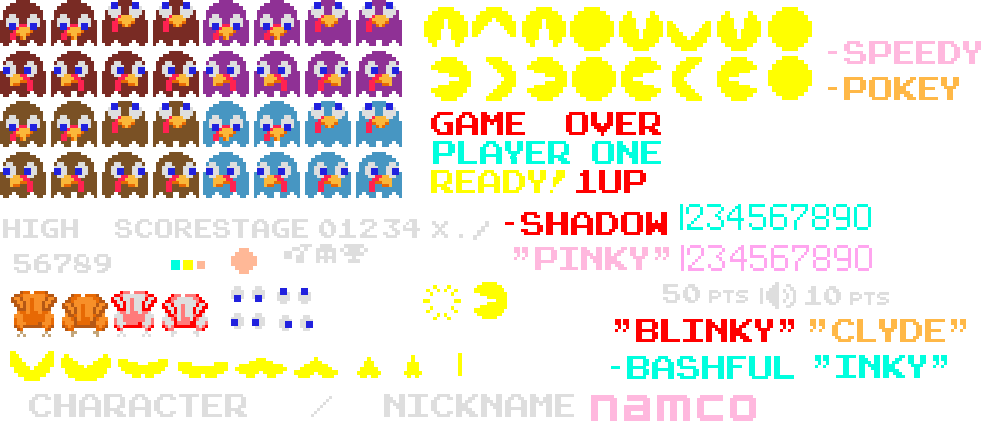 -SPEEDY
-POKEY
GAME OVER
PLAYER ONE
READY! 1UP
HIGH SCORESTAGE 01234 x . /
-SHADOW 1234567890
56789
"PINKY" 1234567890
50 PTS 10 PTS
"BLINKY" "CLYDE"
-BASHFUL "INKY"
CHARACTER / NICKNAME namco